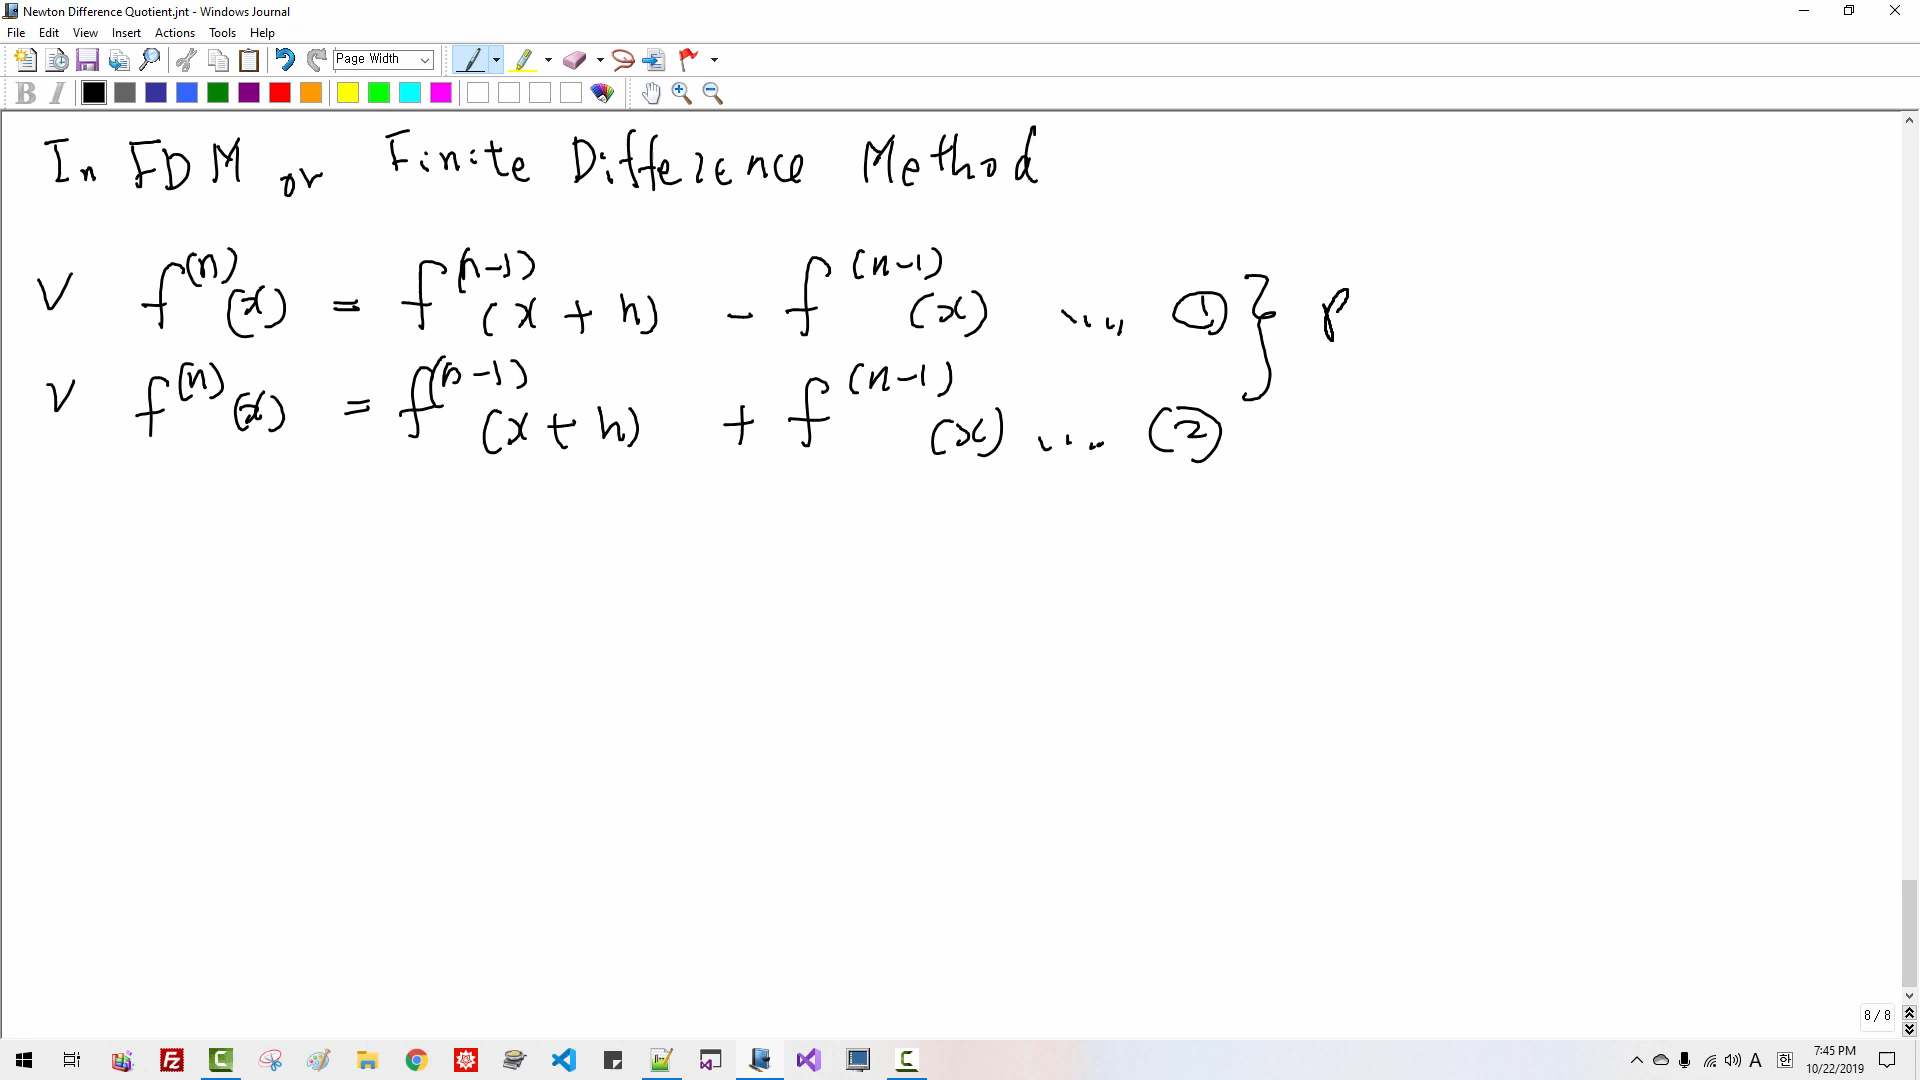 Newton Difference Quotient.jnt - Windows Journal
File Edit View Insert Actions Tools Help
Page Width
B I
In FDM or Finite Difference Method
∨ f^(n)(x) = f^(n-1)(x + h) - f^(n-1)(x) .... ① } P
∨ f^(n)(x) = f^(n-1)(x + h) + f^(n-1)(x) .... (2)
8 / 8
A 한 7:45 PM
10/22/2019